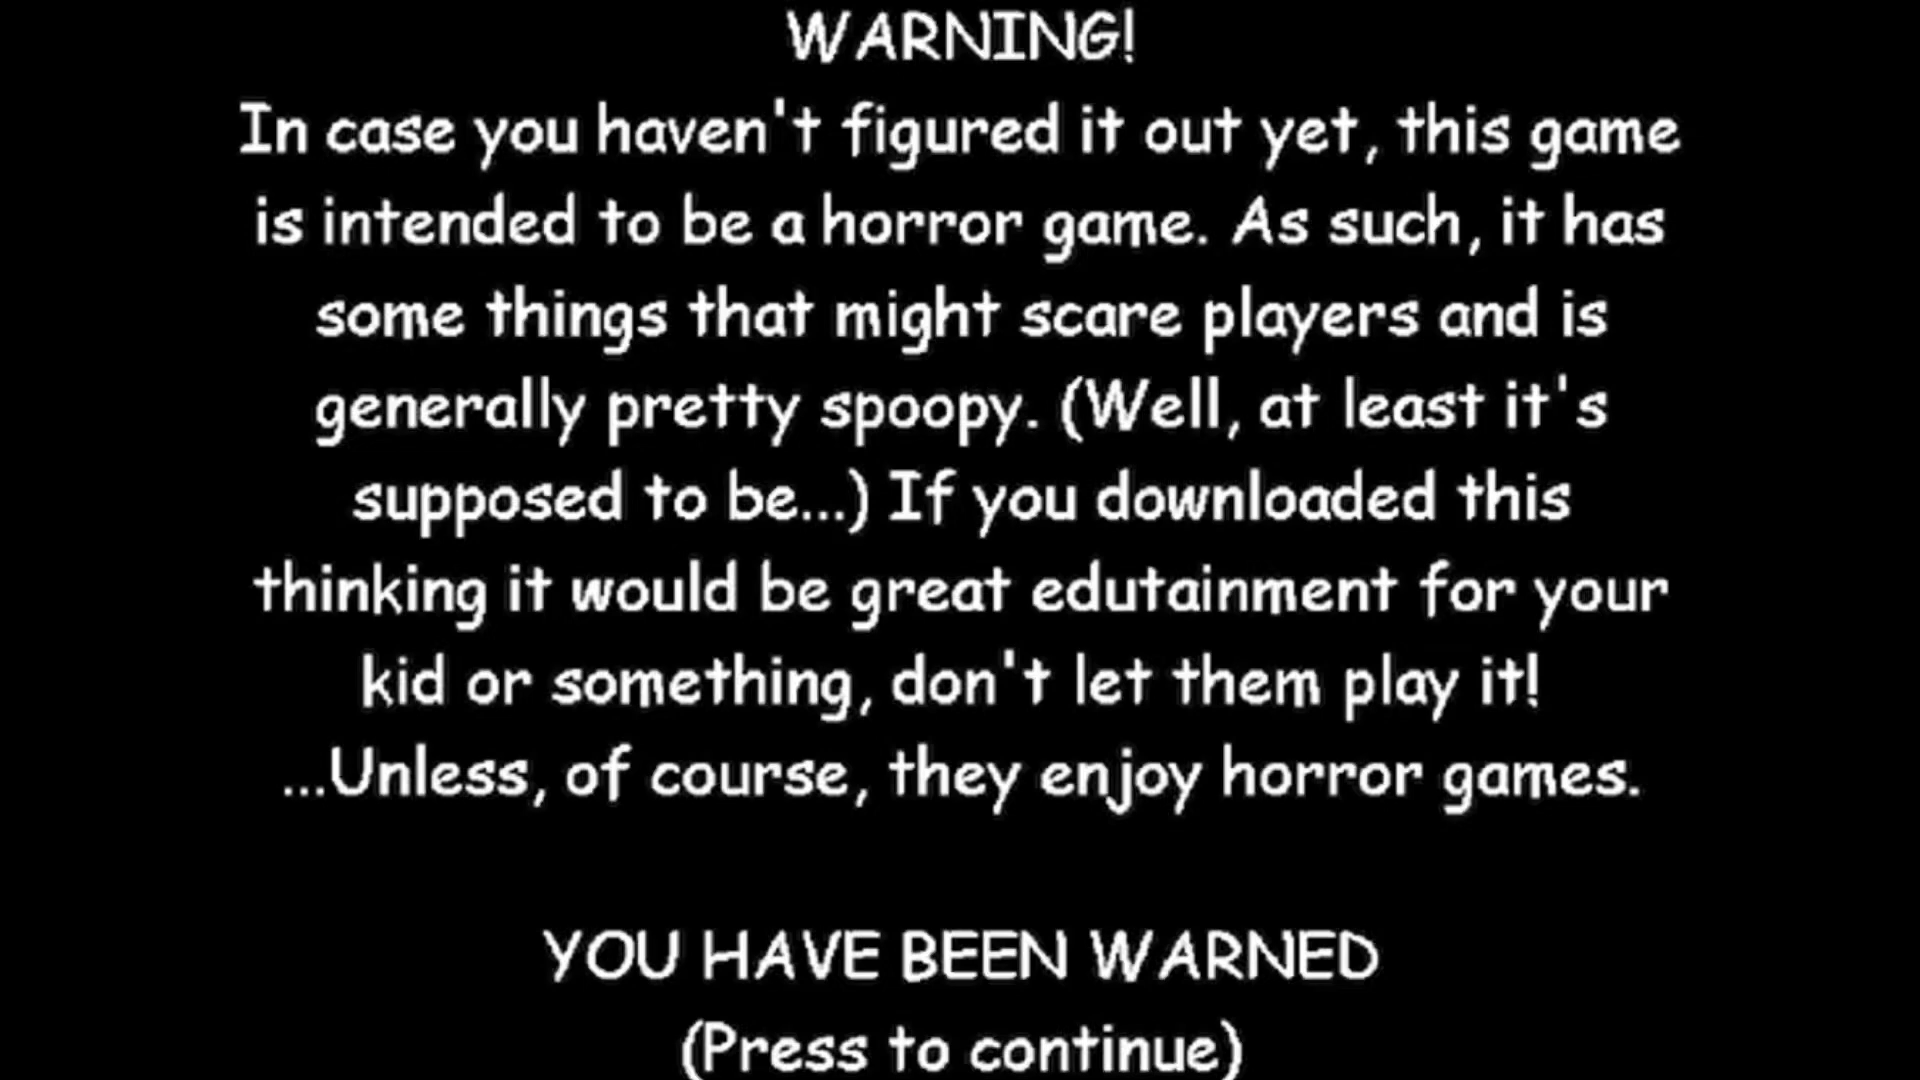 WARNING!
In case you haven't figured it out yet, this game
is intended to be a horror game. As such, it has
some things that might scare players and is
generally pretty spoopy. (Well, at least it's
supposed to be...) If you downloaded this
thinking it would be great edutainment for your
kid or something, don't let them play it!
...Unless, of course, they enjoy horror games.
YOU HAVE BEEN WARNED
(Press to continue)